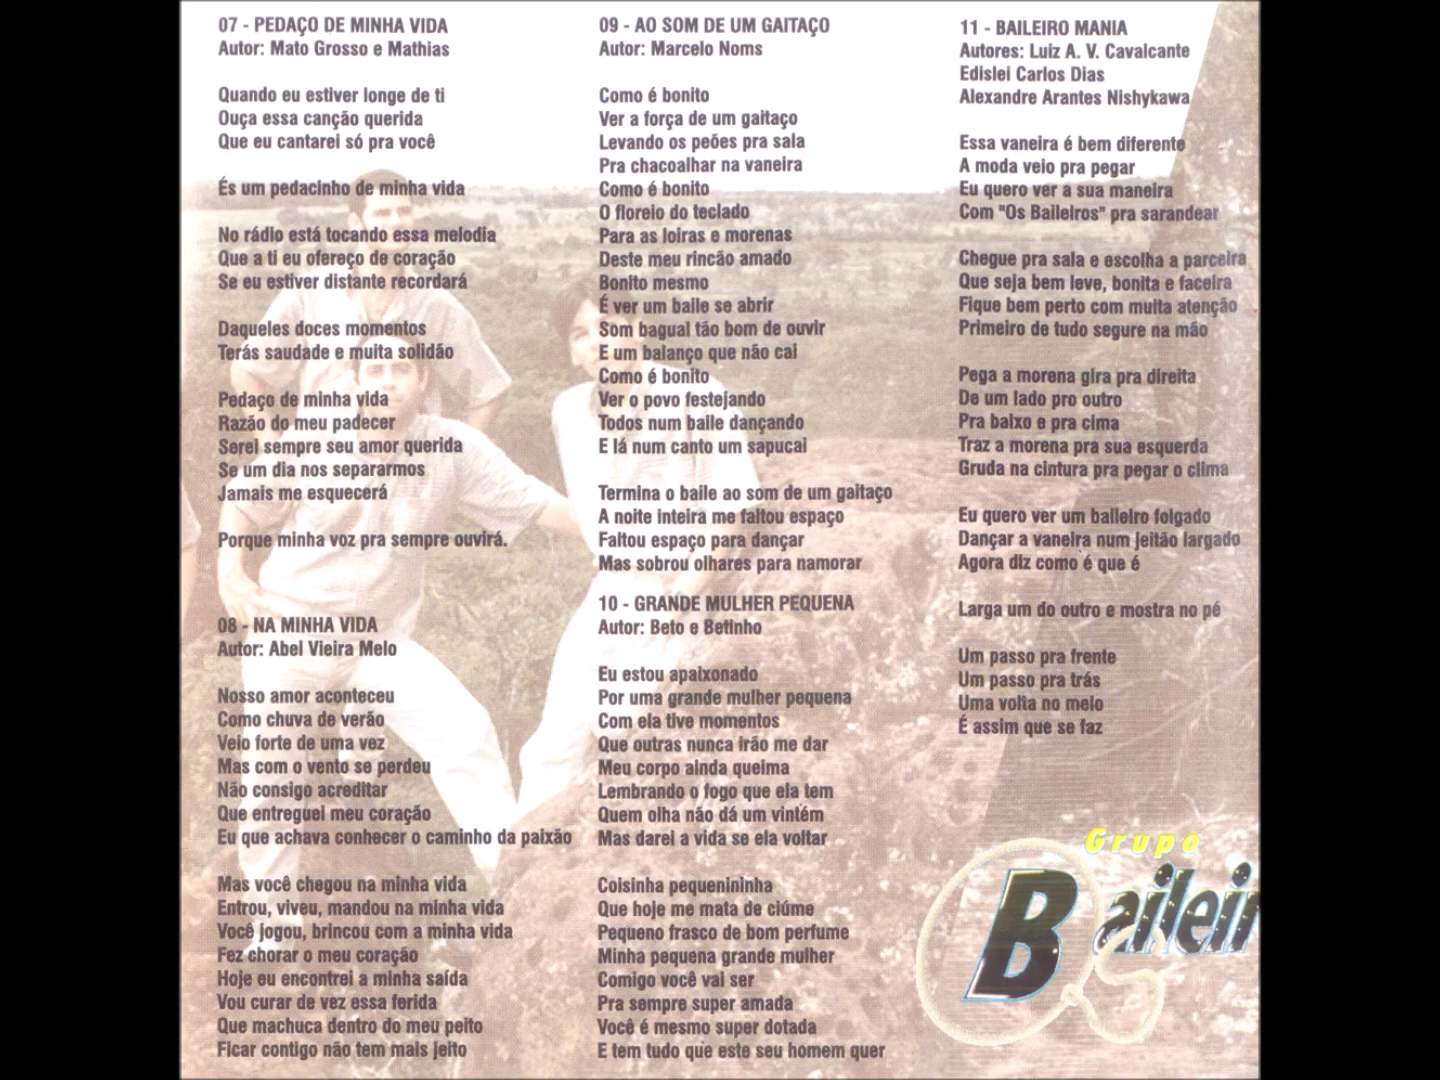 07 - PEDAÇO DE MINHA VIDA
Autor: Mato Grosso e Mathias
Quando eu estiver longe de ti
Ouça essa canção querida
Que eu cantarei só pra você
És um pedacinho de minha vida
No rádio está tocando essa melodia
Que a ti eu ofereço de coração
Se eu estiver distante recordará
Daqueles doces momentos
Terás saudade e muita solidão
Pedaço de minha vida
Razão do meu padecer
Serei sempre seu amor querida
Se um dia nos separarmos
Jamais me esquecerá
Porque minha voz pra sempre ouvirá.
08 - NA MINHA VIDA
Autor: Abel Vieira Melo
Nosso amor aconteceu
Como chuva de verão
Veio forte de uma vez
Mas com o vento se perdeu
Não consigo acreditar
Que entreguei meu coração
Eu que achava conhecer o caminho da paixão
Mas você chegou na minha vida
Entrou, viveu, mandou na minha vida
Você jogou, brincou com a minha vida
Fez chorar o meu coração
Hoje eu encontrei a minha saída
Vou curar de vez essa ferida
Que machuca dentro do meu peito
Ficar contigo não tem mais jeito
09 - AO SOM DE UM GAITAÇO
Autor: Marcelo Noms
Como é bonito
Ver a força de um gaitaço
Levando os peões pra sala
Pra chacoalhar na vaneira
Como é bonito
O floreio do teclado
Para as loiras e morenas
Deste meu rincão amado
Bonito mesmo
É ver um baile se abrir
Som bagual tão bom de ouvir
E um balanço que não cai
Como é bonito
Ver o povo festejando
Todos num baile dançando
E lá num canto um sapucai
Termina o baile ao som de um gaitaço
A noite inteira me faltou espaço
Faltou espaço para dançar
Mas sobrou olhares para namorar
10 - GRANDE MULHER PEQUENA
Autor: Beto e Betinho
Eu estou apaixonado
Por uma grande mulher pequena
Com ela tive momentos
Que outras nunca irão me dar
Meu corpo ainda queima
Lembrando o fogo que ela tem
Quem olha não dá um vintém
Mas darei a vida se ela voltar
Coisinha pequenininha
Que hoje me mata de ciúme
Pequeno frasco de bom perfume
Minha pequena grande mulher
Comigo você vai ser
Pra sempre super amada
Você é mesmo super dotada
E tem tudo que este seu homem quer
11 - BAILEIRO MANIA
Autores: Luiz A. V. Cavalcante
Edislei Carlos Dias
Alexandre Arantes Nishykawa
Essa vaneira é bem diferente
A moda veio pra pegar
Eu quero ver a sua maneira
Com "Os Baileiros" pra sarandear
Chegue pra sala e escolha a parceira
Que seja bem leve, bonita e faceira
Fique bem perto com muita atenção
Primeiro de tudo segure na mão
Pega a morena gira pra direita
De um lado pro outro
Pra baixo e pra cima
Traz a morena pra sua esquerda
Gruda na cintura pra pegar o clima
Eu quero ver um baileiro folgado
Dançar a vaneira num jeitão largado
Agora diz como é que é
Larga um do outro e mostra no pé
Um passo pra frente
Um passo pra trás
Uma volta no meio
É assim que se faz
Grupo
Os Baileir